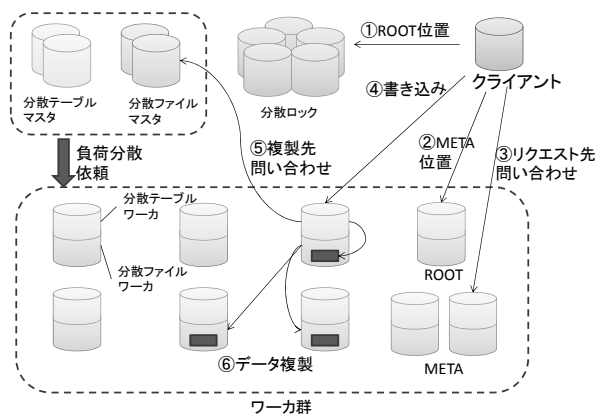 ①ROOT位置
クライアント
分散テーブル
マスタ
分散ファイル
マスタ
分散ロック
④書き込み
②META
位置
③リクエスト先
問い合わせ
⑤複製先
問い合わせ
負荷分散
依頼
分散テーブル
ワーカ
分散ファイル
ワーカ
ROOT
META
⑥データ複製
ワーカ群